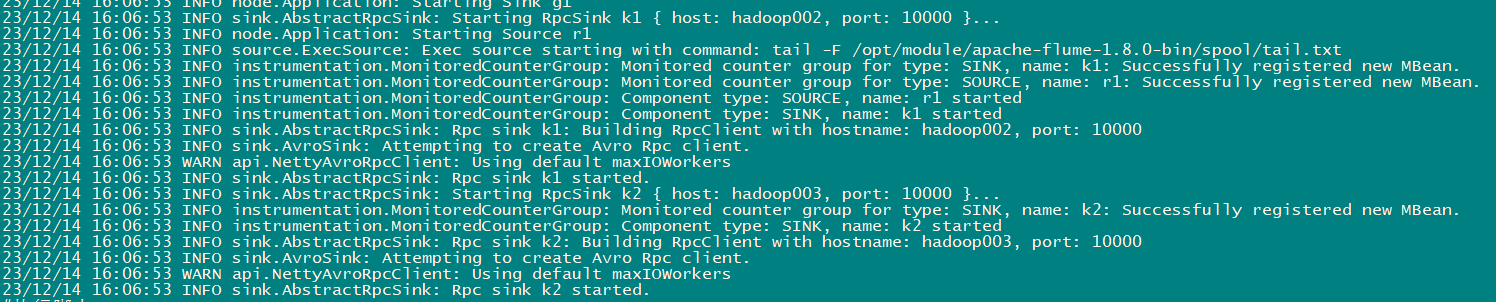 23/12/14 16:06:53 INFO node.Application: Starting Sink g1
23/12/14 16:06:53 INFO sink.AbstractRpcSink: Starting RpcSink k1 { host: hadoop002, port: 10000 }...
23/12/14 16:06:53 INFO node.Application: Starting Source r1
23/12/14 16:06:53 INFO source.ExecSource: Exec source starting with command: tail -F /opt/module/apache-flume-1.8.0-bin/spool/tail.txt
23/12/14 16:06:53 INFO instrumentation.MonitoredCounterGroup: Monitored counter group for type: SINK, name: k1: Successfully registered new MBean.
23/12/14 16:06:53 INFO instrumentation.MonitoredCounterGroup: Monitored counter group for type: SOURCE, name: r1: Successfully registered new MBean.
23/12/14 16:06:53 INFO instrumentation.MonitoredCounterGroup: Component type: SOURCE, name: r1 started
23/12/14 16:06:53 INFO instrumentation.MonitoredCounterGroup: Component type: SINK, name: k1 started
23/12/14 16:06:53 INFO sink.AbstractRpcSink: Rpc sink k1: Building RpcClient with hostname: hadoop002, port: 10000
23/12/14 16:06:53 INFO sink.AvroSink: Attempting to create Avro Rpc client.
23/12/14 16:06:53 WARN api.NettyAvroRpcClient: Using default maxIOWorkers
23/12/14 16:06:53 INFO sink.AbstractRpcSink: Rpc sink k1 started.
23/12/14 16:06:53 INFO sink.AbstractRpcSink: Starting RpcSink k2 { host: hadoop003, port: 10000 }...
23/12/14 16:06:53 INFO instrumentation.MonitoredCounterGroup: Monitored counter group for type: SINK, name: k2: Successfully registered new MBean.
23/12/14 16:06:53 INFO instrumentation.MonitoredCounterGroup: Component type: SINK, name: k2 started
23/12/14 16:06:53 INFO sink.AbstractRpcSink: Rpc sink k2: Building RpcClient with hostname: hadoop003, port: 10000
23/12/14 16:06:53 INFO sink.AvroSink: Attempting to create Avro Rpc client.
23/12/14 16:06:53 WARN api.NettyAvroRpcClient: Using default maxIOWorkers
23/12/14 16:06:53 INFO sink.AbstractRpcSink: Rpc sink k2 started.